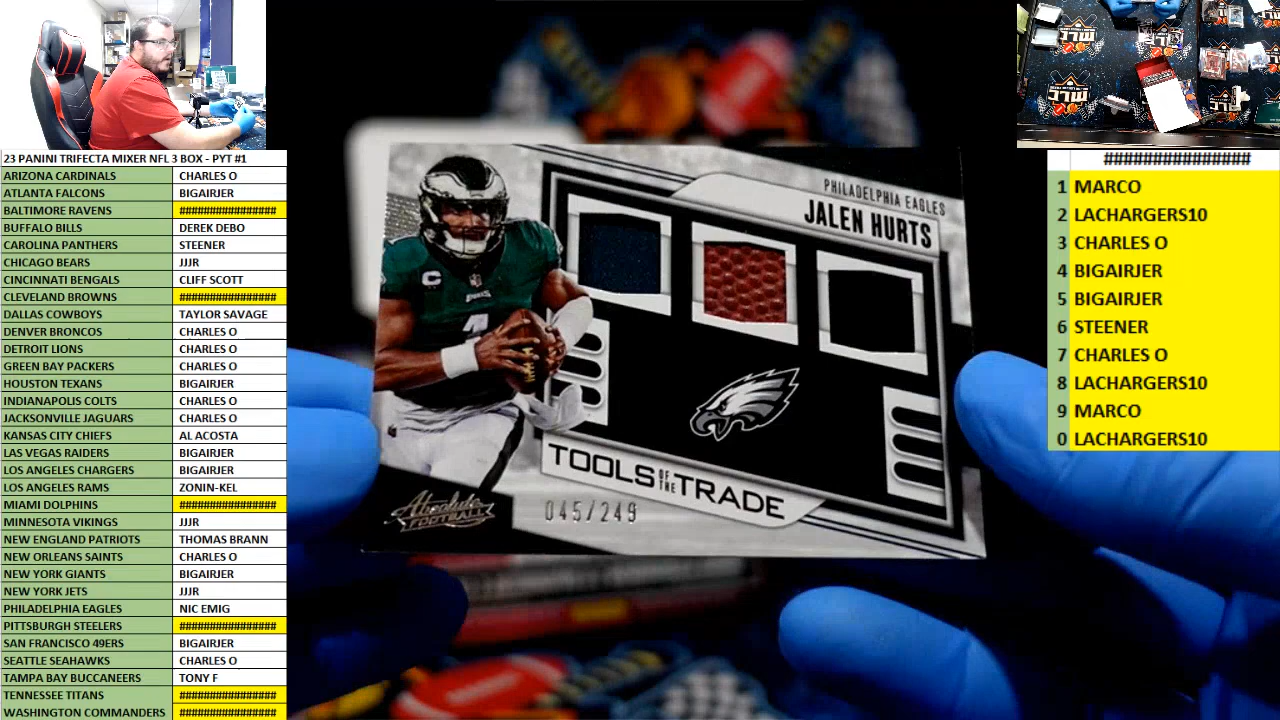 23 PANINI TRIFECTA MIXER NFL 3 BOX - PYT #1
ARIZONA CARDINALS CHARLES O
ATLANTA FALCONS BIGAIRJER
BALTIMORE RAVENS ################
BUFFALO BILLS DEREK DEBO
CAROLINA PANTHERS STEENER
CHICAGO BEARS JJJR
CINCINNATI BENGALS CLIFF SCOTT
CLEVELAND BROWNS ################
DALLAS COWBOYS TAYLOR SAVAGE
DENVER BRONCOS CHARLES O
DETROIT LIONS CHARLES O
GREEN BAY PACKERS CHARLES O
HOUSTON TEXANS BIGAIRJER
INDIANAPOLIS COLTS CHARLES O
JACKSONVILLE JAGUARS CHARLES O
KANSAS CITY CHIEFS AL ACOSTA
LAS VEGAS RAIDERS BIGAIRJER
LOS ANGELES CHARGERS BIGAIRJER
LOS ANGELES RAMS ZONIN-KEL
MIAMI DOLPHINS ################
MINNESOTA VIKINGS JJJR
NEW ENGLAND PATRIOTS THOMAS BRANN
NEW ORLEANS SAINTS CHARLES O
NEW YORK GIANTS BIGAIRJER
NEW YORK JETS JJJR
PHILADELPHIA EAGLES NIC EMIG
PITTSBURGH STEELERS ################
SAN FRANCISCO 49ERS BIGAIRJER
SEATTLE SEAHAWKS CHARLES O
TAMPA BAY BUCCANEERS TONY F
TENNESSEE TITANS ################
WASHINGTON COMMANDERS ################
PHILADELPHIA EAGLES
JALEN HURTS
C
1
TOOLS OF THE TRADE
Absolute
FOOTBALL
045/249
################
1 MARCO
2 LACHARGERS10
3 CHARLES O
4 BIGAIRJER
5 BIGAIRJER
6 STEENER
7 CHARLES O
8 LACHARGERS10
9 MARCO
0 LACHARGERS10